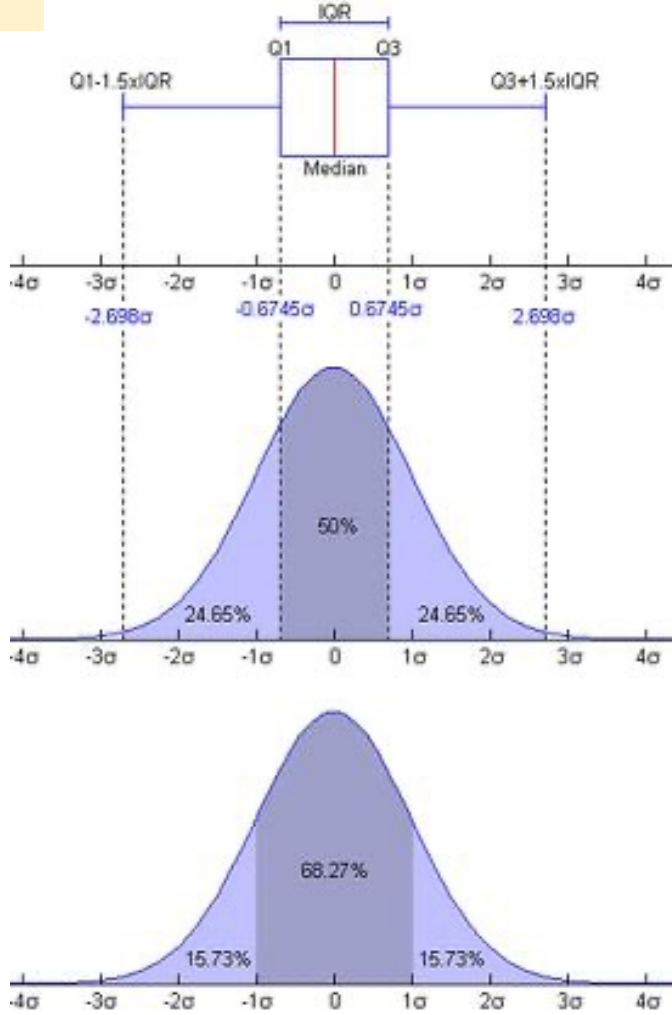 IQR
Q1 Q3
Q1-1.5xIQR Q3+1.5xIQR
Median
-4σ -3σ -2σ -1σ 0 1σ 2σ 3σ 4σ
-2.698σ -0.6745σ 0.6745σ 2.698σ
50%
24.65% 24.65%
-4σ -3σ -2σ -1σ 0 1σ 2σ 3σ 4σ
68.27%
15.73% 15.73%
-4σ -3σ -2σ -1σ 0 1σ 2σ 3σ 4σ